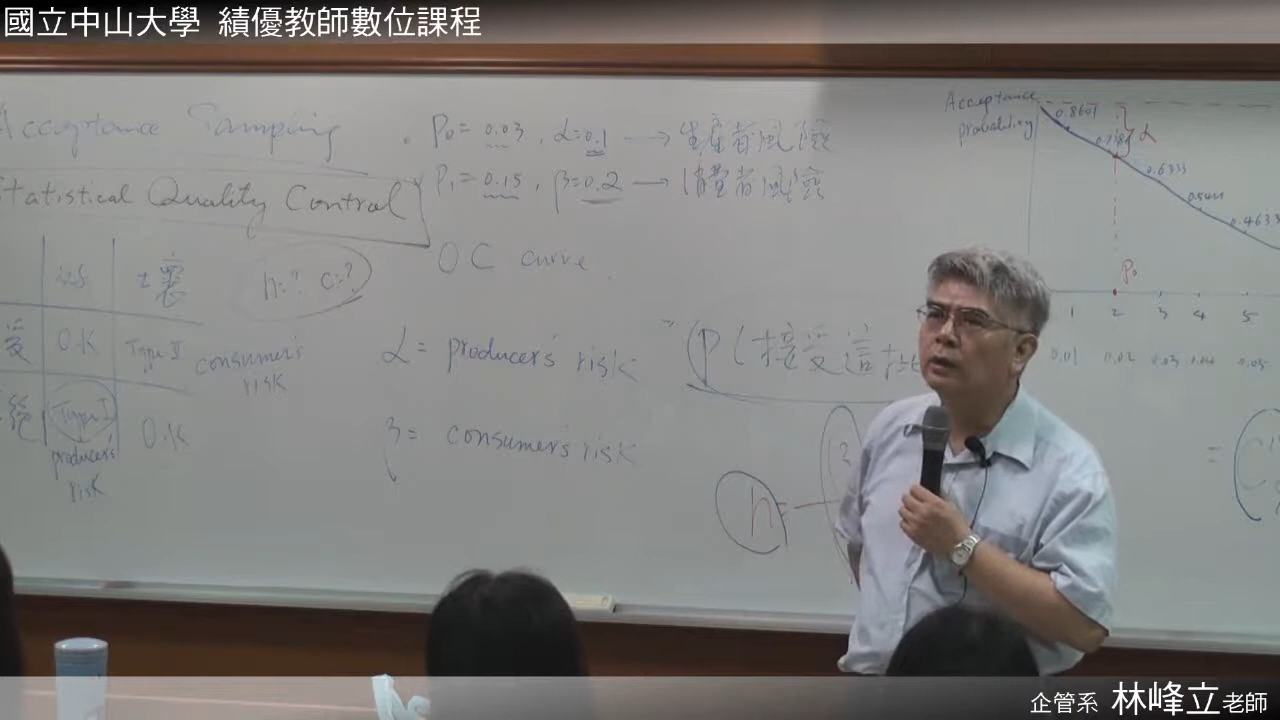 國立中山大學 績優教師數位課程
Acceptance Sampling
Statistical Quality Control
P₀= 0.03 , α=0.1 → 生產者風險
P₁= 0.15 , β=0.2 → 消費者風險
OC curve.
n=? c=?
受 O.K Type II consumer's
risk
絕 Type I O.K
producer's
risk
α = producer's risk
β = consumer's risk
P(接受這批
n
Acceptance
probability
0.8601
α
0.6333
0.4633
P₀
1 2 3 4 5
0.01 0.02 0.03 0.04 0.05
企管系 林峰立老師